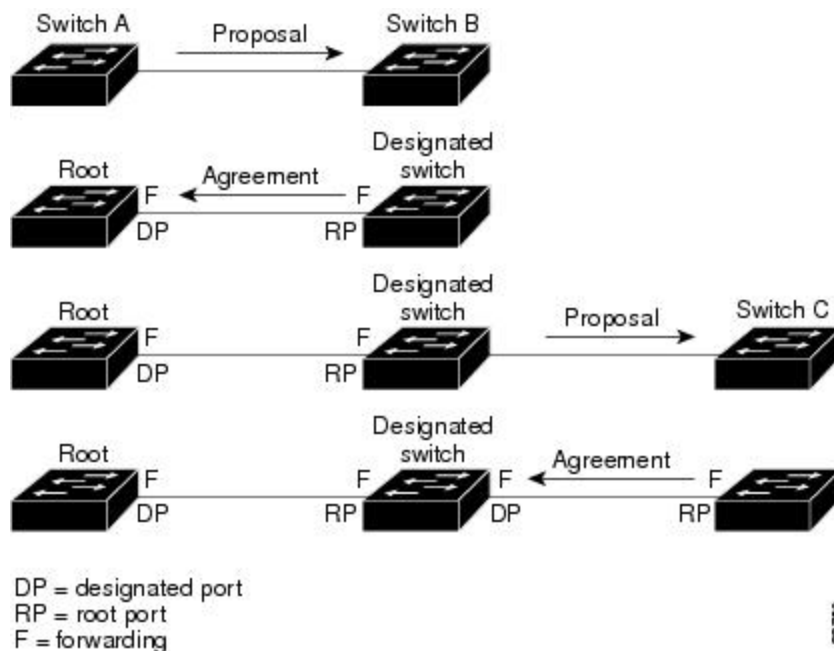 Switch A
Proposal
Switch B
Root
F
Agreement
F
Designated
switch
DP
RP
Root
F
Designated
switch
F
Proposal
Switch C
DP
RP
Root
F
Designated
switch
F
F
Agreement
F
DP
RP
DP
RP
DP = designated port
RP = root port
F = forwarding